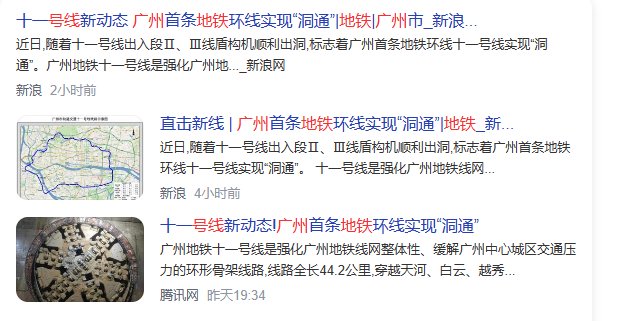 十一号线新动态 广州首条地铁环线实现“洞通”|地铁|广州市_新浪...
近日,随着十一号线出入段Ⅱ、Ⅲ线盾构机顺利出洞,标志着广州首条地铁环线十一号线实现“洞
通”。广州地铁十一号线是强化广州地..._新浪网
新浪 2小时前
直击新线 | 广州首条地铁环线实现“洞通”|地铁_新...
近日,随着十一号线出入段Ⅱ、Ⅲ线盾构机顺利出洞,标志着广州首条地铁
环线十一号线实现“洞通”。 十一号线是强化广州地铁线网...
新浪 4小时前
十一号线新动态!广州首条地铁环线实现“洞通”
广州地铁十一号线是强化广州地铁线网整体性、缓解广州中心城区交通压
力的环形骨架线路,线路全长44.2公里,穿越天河、白云、越秀...
腾讯网 昨天19:34